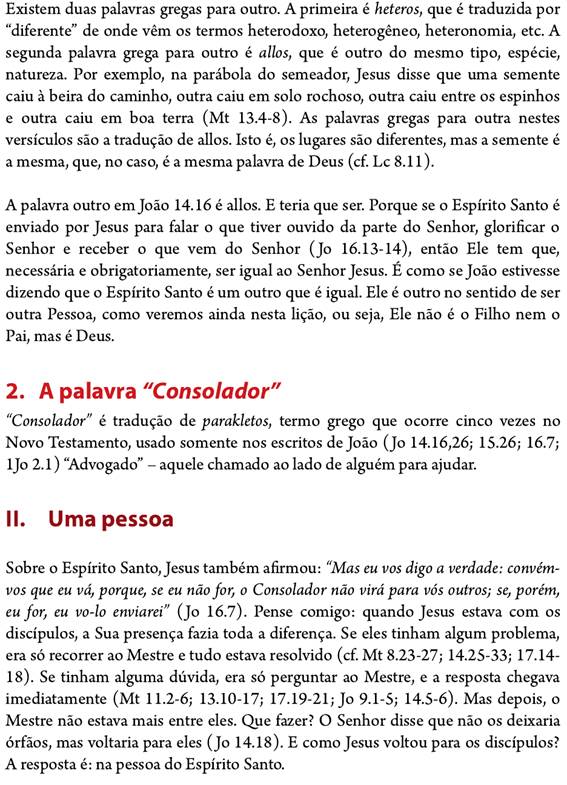 Existem duas palavras gregas para outro. A primeira é heteros, que é traduzida por
“diferente” de onde vêm os termos heterodoxo, heterogêneo, heteronomia, etc. A
segunda palavra grega para outro é allos, que é outro do mesmo tipo, espécie,
natureza. Por exemplo, na parábola do semeador, Jesus disse que uma semente
caiu à beira do caminho, outra caiu em solo rochoso, outra caiu entre os espinhos
e outra caiu em boa terra (Mt 13.4-8). As palavras gregas para outra nestes
versículos são a tradução de allos. Isto é, os lugares são diferentes, mas a semente é
a mesma, que, no caso, é a mesma palavra de Deus (cf. Lc 8.11).
A palavra outro em João 14.16 é allos. E teria que ser. Porque se o Espírito Santo é
enviado por Jesus para falar o que tiver ouvido da parte do Senhor, glorificar o
Senhor e receber o que vem do Senhor (Jo 16.13-14), então Ele tem que,
necessária e obrigatoriamente, ser igual ao Senhor Jesus. É como se João estivesse
dizendo que o Espírito Santo é um outro que é igual. Ele é outro no sentido de ser
outra Pessoa, como veremos ainda nesta lição, ou seja, Ele não é o Filho nem o
Pai, mas é Deus.
2. A palavra “Consolador”
“Consolador” é tradução de parakletos, termo grego que ocorre cinco vezes no
Novo Testamento, usado somente nos escritos de João (Jo 14.16,26; 15.26; 16.7;
1Jo 2.1) “Advogado” – aquele chamado ao lado de alguém para ajudar.
II. Uma pessoa
Sobre o Espírito Santo, Jesus também afirmou: “Mas eu vos digo a verdade: convém-
vos que eu vá, porque, se eu não for, o Consolador não virá para vós outros; se, porém,
eu for, eu vo-lo enviarei” (Jo 16.7). Pense comigo: quando Jesus estava com os
discípulos, a Sua presença fazia toda a diferença. Se eles tinham algum problema,
era só recorrer ao Mestre e tudo estava resolvido (cf. Mt 8.23-27; 14.25-33; 17.14-
18). Se tinham alguma dúvida, era só perguntar ao Mestre, e a resposta chegava
imediatamente (Mt 11.2-6; 13.10-17; 17.19-21; Jo 9.1-5; 14.5-6). Mas depois, o
Mestre não estava mais entre eles. Que fazer? O Senhor disse que não os deixaria
órfãos, mas voltaria para eles (Jo 14.18). E como Jesus voltou para os discípulos?
A resposta é: na pessoa do Espírito Santo.